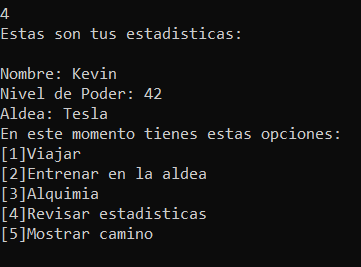 4
Estas son tus estadisticas:
Nombre: Kevin
Nivel de Poder: 42
Aldea: Tesla
En este momento tienes estas opciones:
[1]Viajar
[2]Entrenar en la aldea
[3]Alquimia
[4]Revisar estadisticas
[5]Mostrar camino